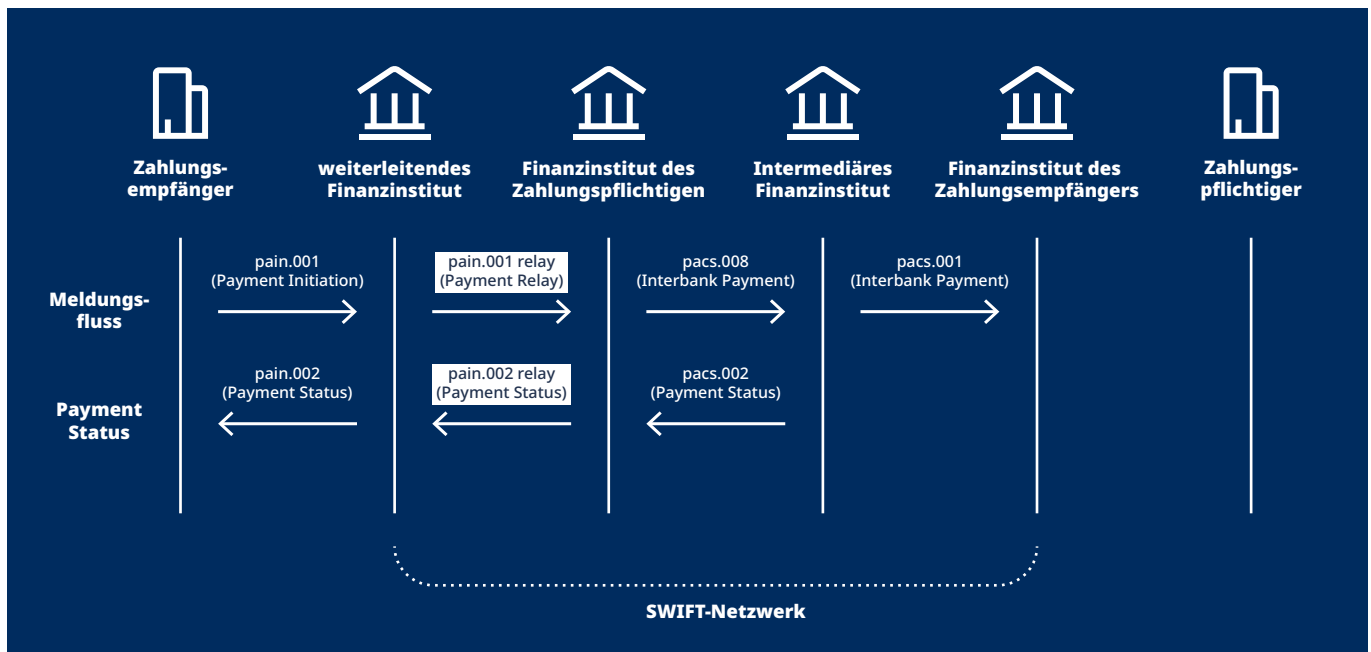 Zahlungs-
empfänger
weiterleitendes
Finanzinstitut
Finanzinstitut des
Zahlungspflichtigen
Intermediäres
Finanzinstitut
Finanzinstitut des
Zahlungsempfängers
Zahlungs-
pflichtiger
Meldungs-
fluss
pain.001
(Payment Initiation)
pain.001 relay
(Payment Relay)
pacs.008
(Interbank Payment)
pacs.001
(Interbank Payment)
Payment
Status
pain.002
(Payment Status)
pain.002 relay
(Payment Status)
pacs.002
(Payment Status)
SWIFT-Netzwerk